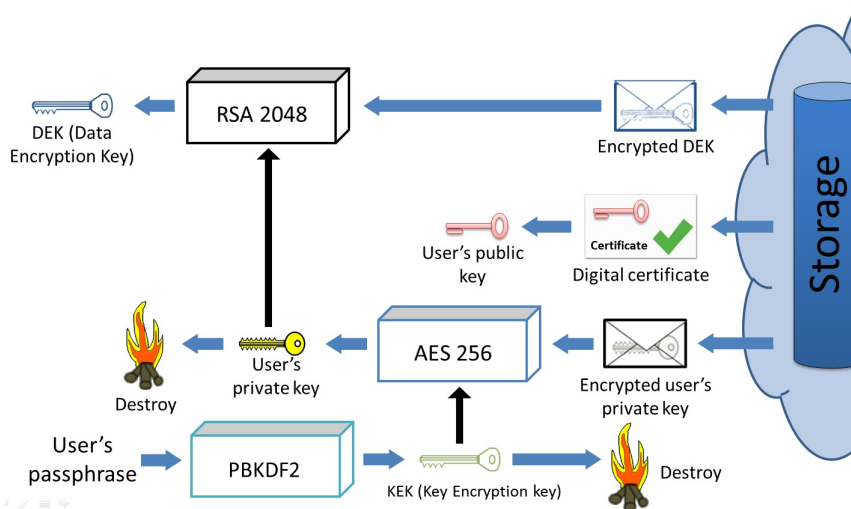 RSA 2048
DEK (Data
Encryption Key)
Encrypted DEK
Storage
Certificate
User's public
key
Digital certificate
AES 256
User's
private key
Encrypted user's
private key
Destroy
User's
passphrase
PBKDF2
KEK (Key Encryption key)
Destroy